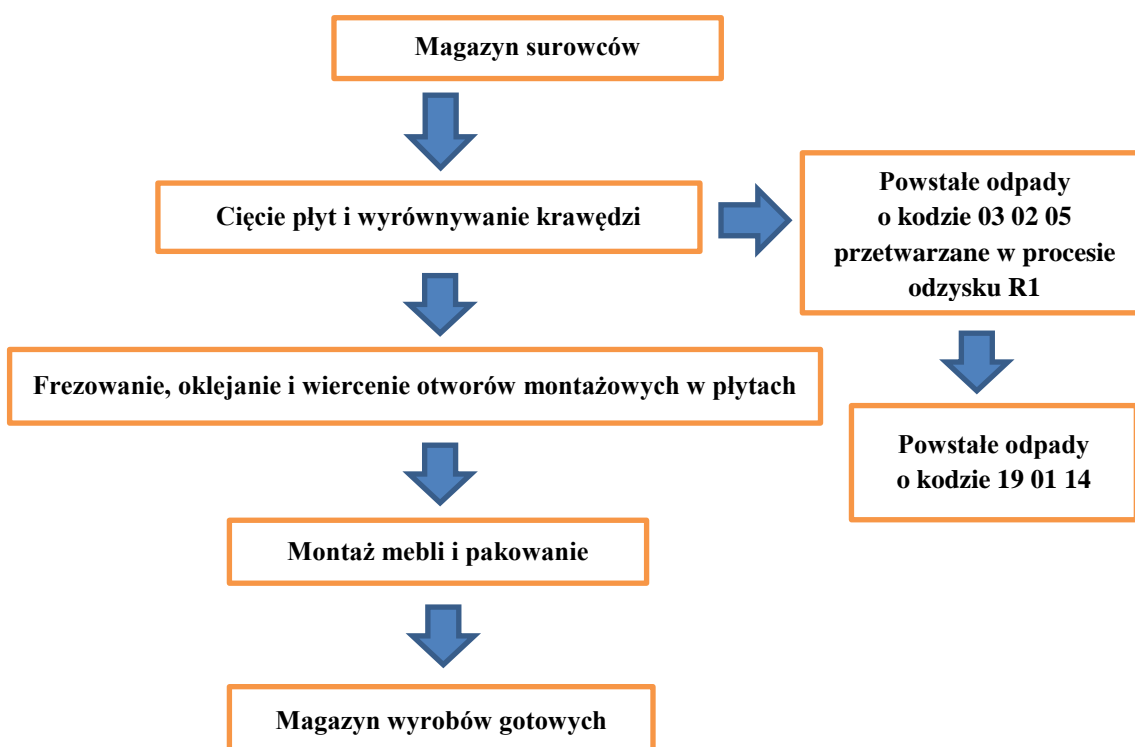 Magazyn surowców
Cięcie płyt i wyrównywanie krawędzi
Powstałe odpady
o kodzie 03 02 05
przetwarzane w procesie
odzysku R1
Frezowanie, oklejanie i wiercenie otworów montażowych w płytach
Powstałe odpady
o kodzie 19 01 14
Montaż mebli i pakowanie
Magazyn wyrobów gotowych